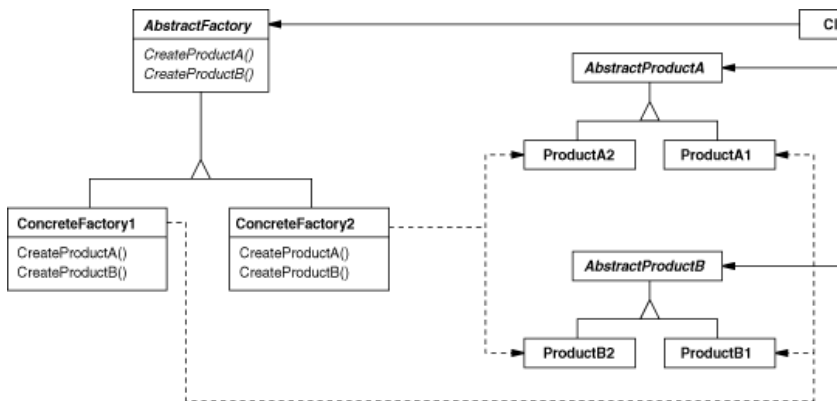 AbstractFactory
CreateProductA()
CreateProductB()
AbstractProductA
ProductA2
ProductA1
ConcreteFactory1
CreateProductA()
CreateProductB()
ConcreteFactory2
CreateProductA()
CreateProductB()
AbstractProductB
ProductB2
ProductB1